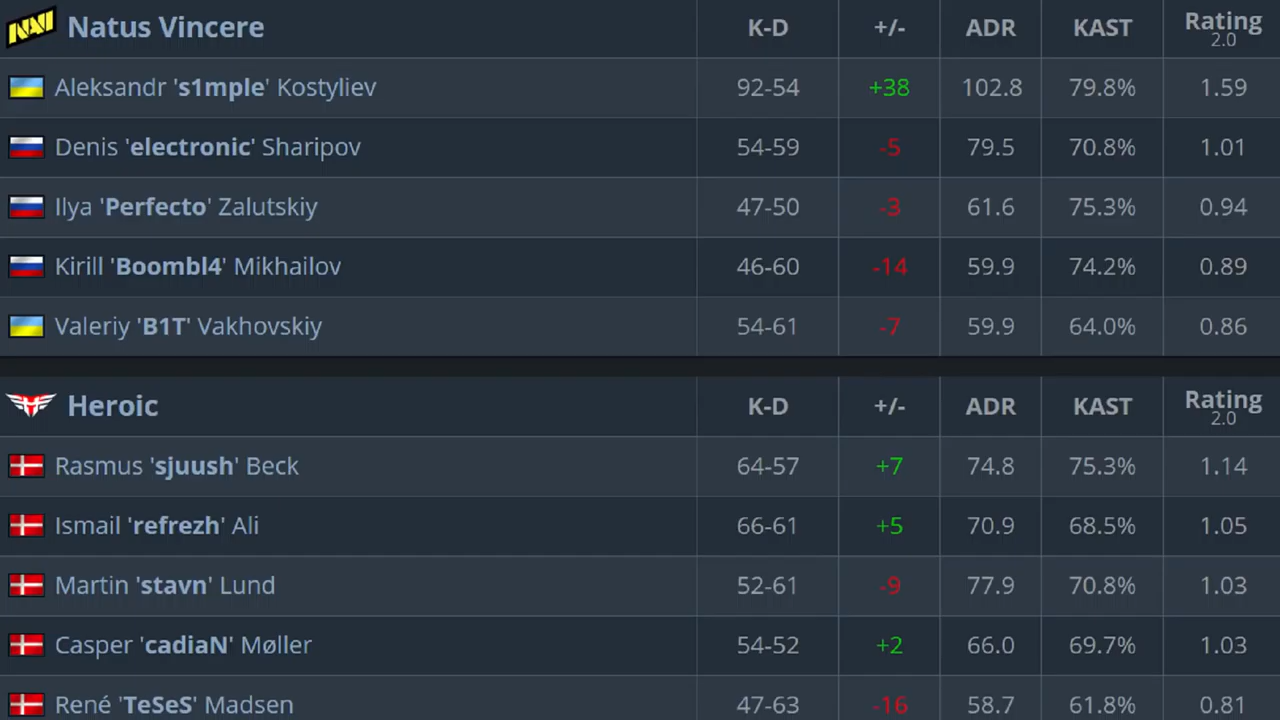 NAVI Natus Vincere K-D +/- ADR KAST Rating 2.0
Aleksandr 's1mple' Kostyliev 92-54 +38 102.8 79.8% 1.59
Denis 'electronic' Sharipov 54-59 -5 79.5 70.8% 1.01
Ilya 'Perfecto' Zalutskiy 47-50 -3 61.6 75.3% 0.94
Kirill 'Boombl4' Mikhailov 46-60 -14 59.9 74.2% 0.89
Valeriy 'B1T' Vakhovskiy 54-61 -7 59.9 64.0% 0.86
Heroic K-D +/- ADR KAST Rating 2.0
Rasmus 'sjuush' Beck 64-57 +7 74.8 75.3% 1.14
Ismail 'refrezh' Ali 66-61 +5 70.9 68.5% 1.05
Martin 'stavn' Lund 52-61 -9 77.9 70.8% 1.03
Casper 'cadiaN' Møller 54-52 +2 66.0 69.7% 1.03
René 'TeSeS' Madsen 47-63 -16 58.7 61.8% 0.81